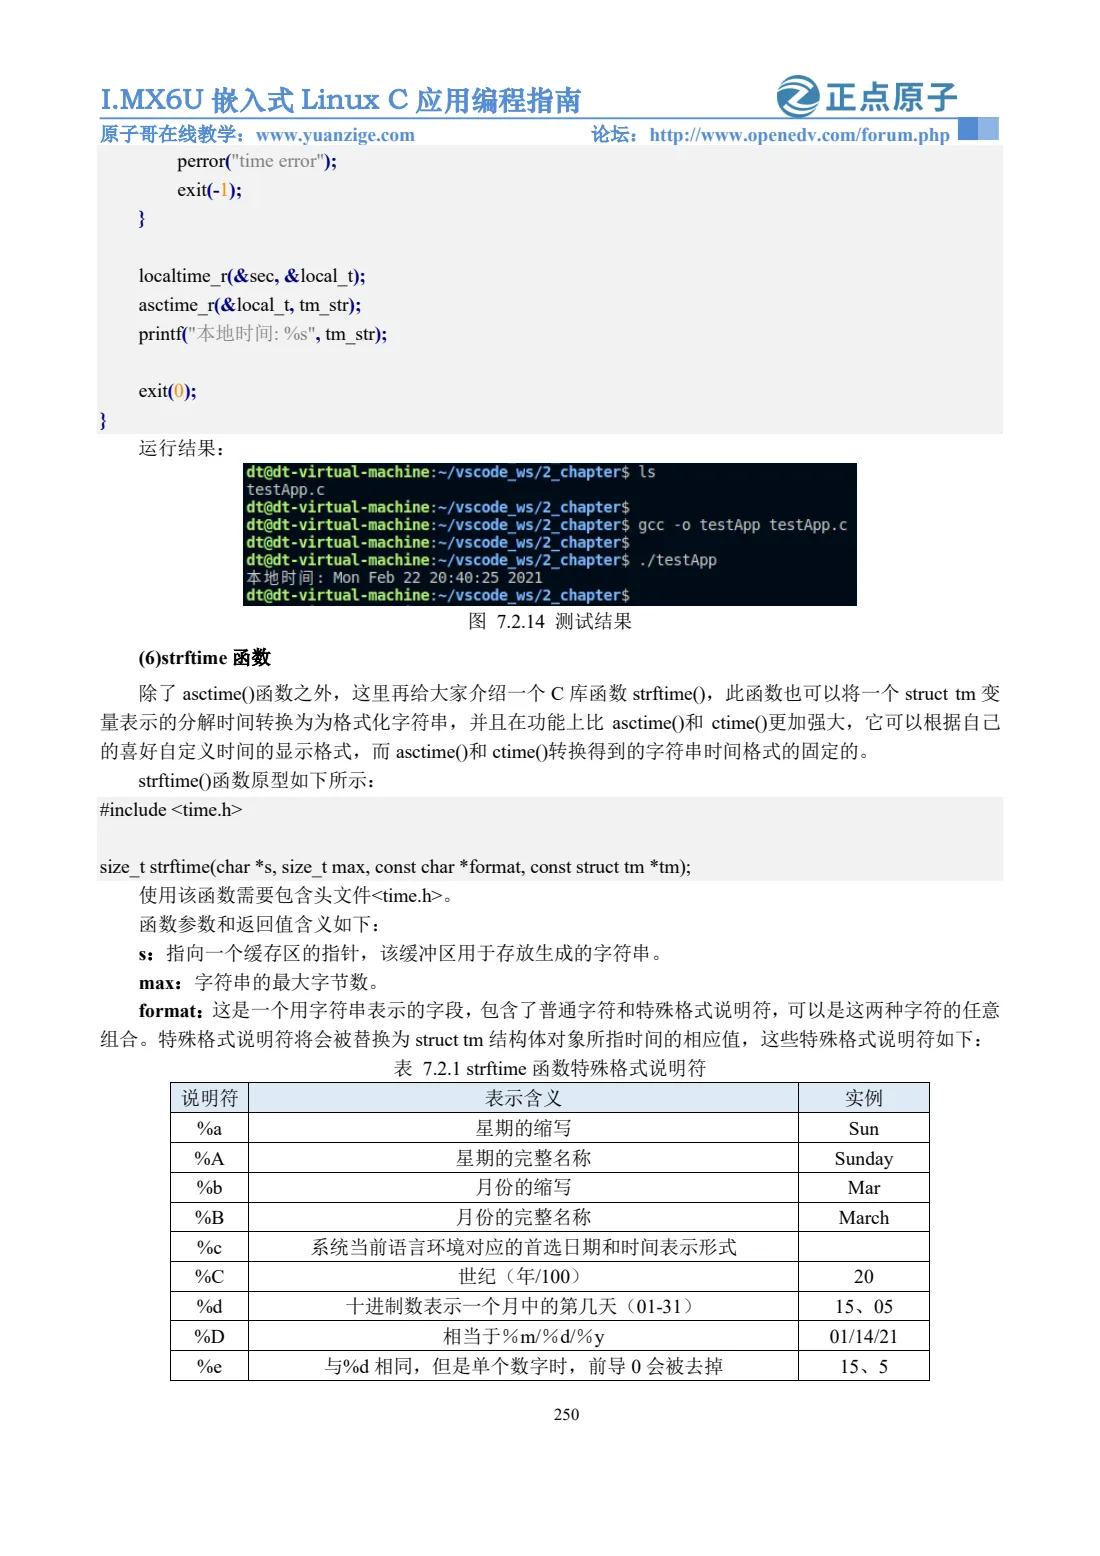 I.MX6U 嵌入式 Linux C 应用编程指南
正点原子
原子哥在线教学：www.yuanzige.com 论坛：http://www.openedv.com/forum.php
perror("time error");
exit(-1);
}
localtime_r(&sec, &local_t);
asctime_r(&local_t, tm_str);
printf("本地时间: %s", tm_str);
exit(0);
}
运行结果：
dt@dt-virtual-machine:~/vscode_ws/2_chapter$ ls
testApp.c
dt@dt-virtual-machine:~/vscode_ws/2_chapter$
dt@dt-virtual-machine:~/vscode_ws/2_chapter$ gcc -o testApp testApp.c
dt@dt-virtual-machine:~/vscode_ws/2_chapter$
dt@dt-virtual-machine:~/vscode_ws/2_chapter$ ./testApp
本地时间: Mon Feb 22 20:40:25 2021
dt@dt-virtual-machine:~/vscode_ws/2_chapter$
图 7.2.14 测试结果
(6)strftime 函数
除了 asctime()函数之外，这里再给大家介绍一个 C 库函数 strftime()，此函数也可以将一个 struct tm 变
量表示的分解时间转换为为格式化字符串，并且在功能上比 asctime()和 ctime()更加强大，它可以根据自己
的喜好自定义时间的显示格式，而 asctime()和 ctime()转换得到的字符串时间格式的固定的。
strftime()函数原型如下所示：
#include <time.h>
size_t strftime(char *s, size_t max, const char *format, const struct tm *tm);
使用该函数需要包含头文件<time.h>。
函数参数和返回值含义如下：
s：指向一个缓存区的指针，该缓冲区用于存放生成的字符串。
max：字符串的最大字节数。
format：这是一个用字符串表示的字段，包含了普通字符和特殊格式说明符，可以是这两种字符的任意
组合。特殊格式说明符将会被替换为 struct tm 结构体对象所指时间的相应值，这些特殊格式说明符如下：
表 7.2.1 strftime 函数特殊格式说明符
说明符 表示含义 实例
%a 星期的缩写 Sun
%A 星期的完整名称 Sunday
%b 月份的缩写 Mar
%B 月份的完整名称 March
%c 系统当前语言环境对应的首选日期和时间表示形式
%C 世纪（年/100） 20
%d 十进制数表示一个月中的第几天（01-31） 15、05
%D 相当于％m/％d/％y 01/14/21
%e 与%d 相同，但是单个数字时，前导 0 会被去掉 15、5
250